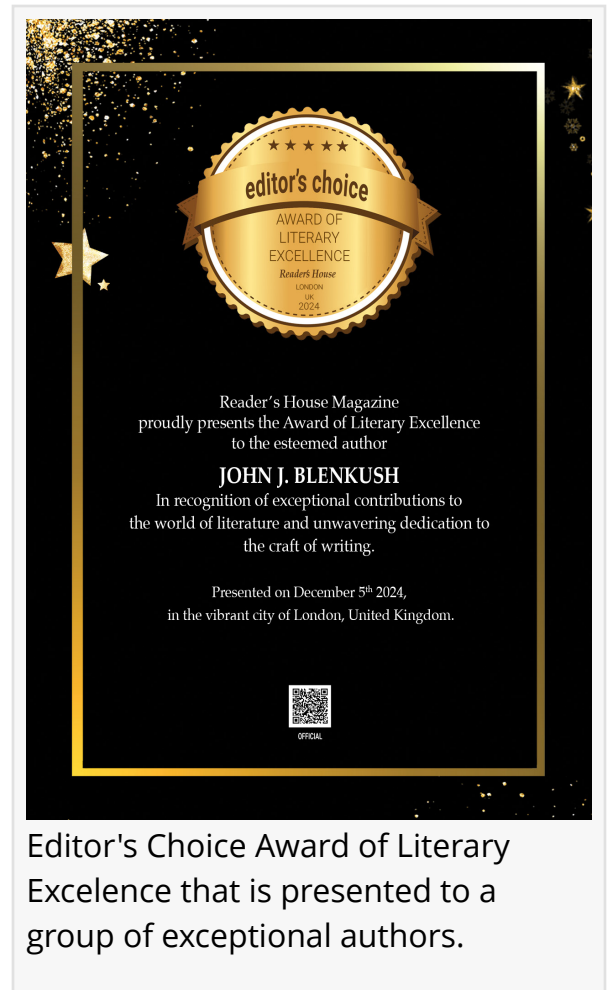 editor's choice
AWARD OF
LITERARY
EXCELLENCE
Reader's House
LONDON
UK
2024
Reader's House Magazine
proudly presents the Award of Literary Excellence
to the esteemed author
JOHN J. BLENKUSH
In recognition of exceptional contributions to
the world of literature and unwavering dedication to
the craft of writing.
Presented on December 5th 2024,
in the vibrant city of London, United Kingdom.
OFFICIAL
Editor's Choice Award of Literary
Excelence that is presented to a
group of exceptional authors.